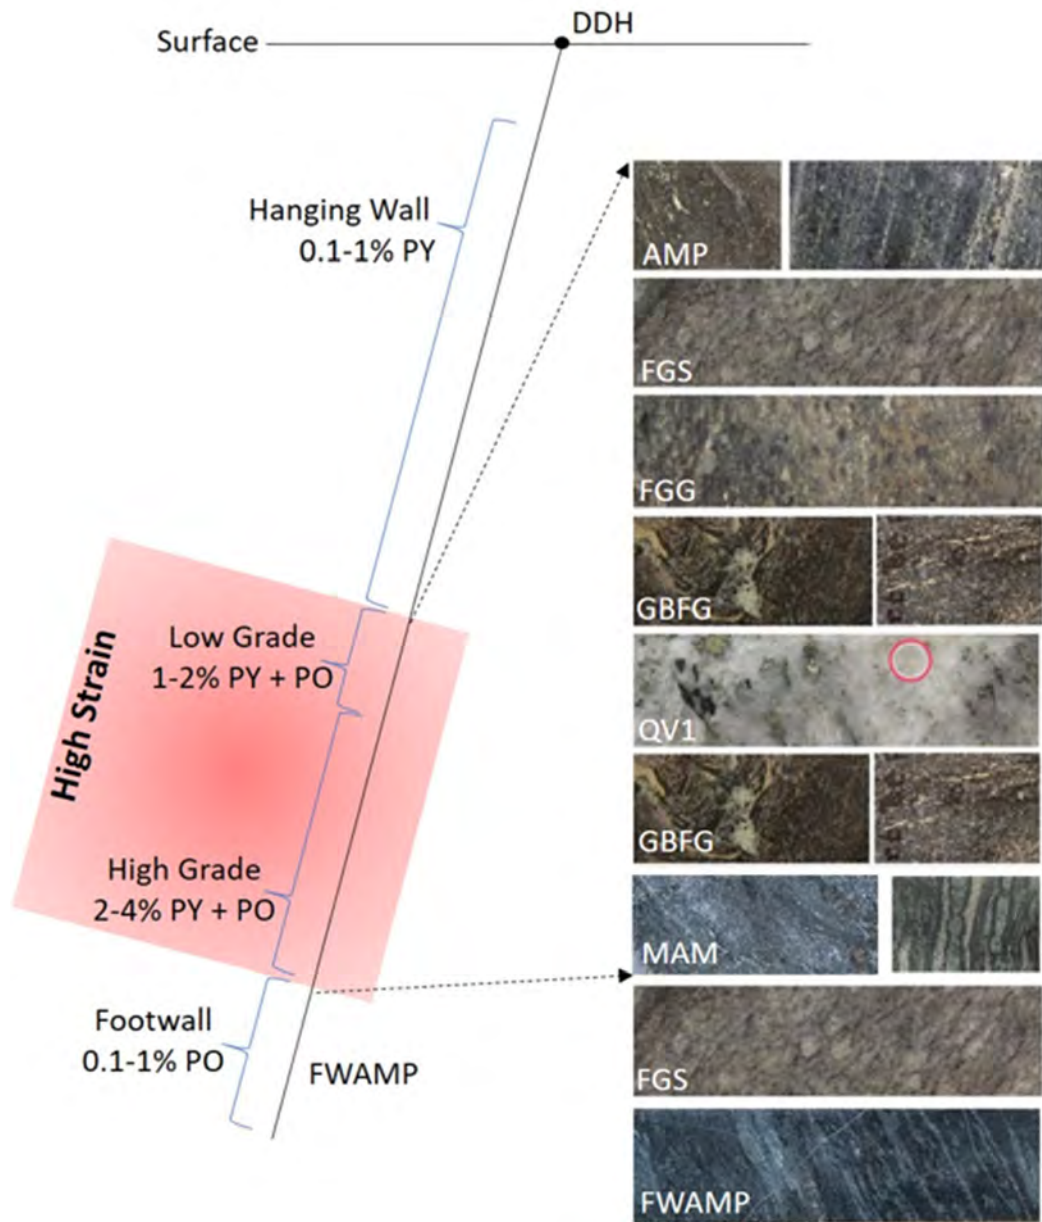 DDH
Surface
Hanging Wall
0.1-1% PY
High Strain
Low Grade
1-2% PY + PO
High Grade
2-4% PY + PO
Footwall
0.1-1% PO
FWAMP
AMP
FGS
FGG
GBFG
QV1
GBFG
MAM
FGS
FWAMP